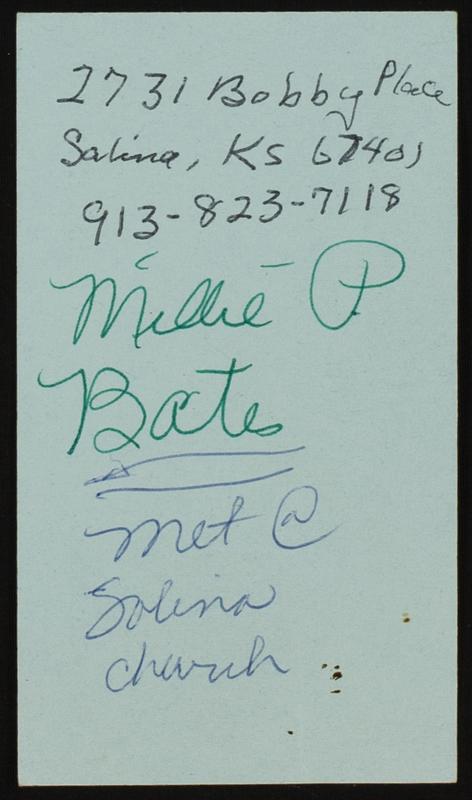 2731 Bobby Place
Salina, KS 67401
913-823-7118
Millie P
Bates
met @
Salina
church